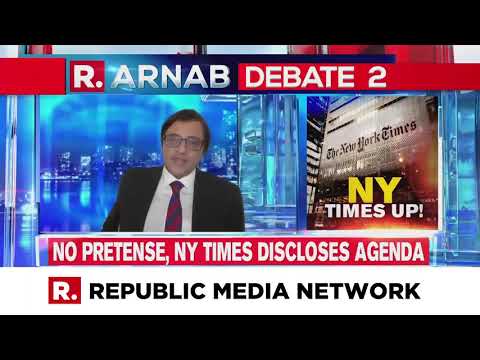 R. ARNAB DEBATE 2
The New York Times
NY
TIMES UP!
NO PRETENSE, NY TIMES DISCLOSES AGENDA
R. REPUBLIC MEDIA NETWORK